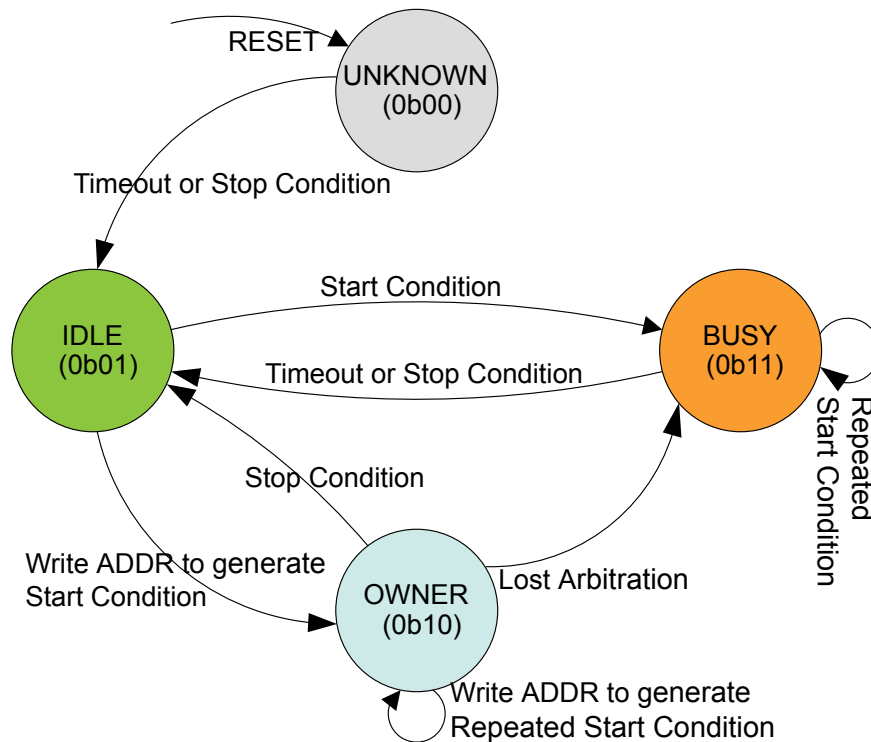 RESET
UNKNOWN
(0b00)
Timeout or Stop Condition
Start Condition
IDLE
(0b01)
BUSY
(0b11)
Timeout or Stop Condition
Repeated
Start Condition
Stop Condition
Write ADDR to generate
Start Condition
Lost Arbitration
OWNER
(0b10)
Write ADDR to generate
Repeated Start Condition